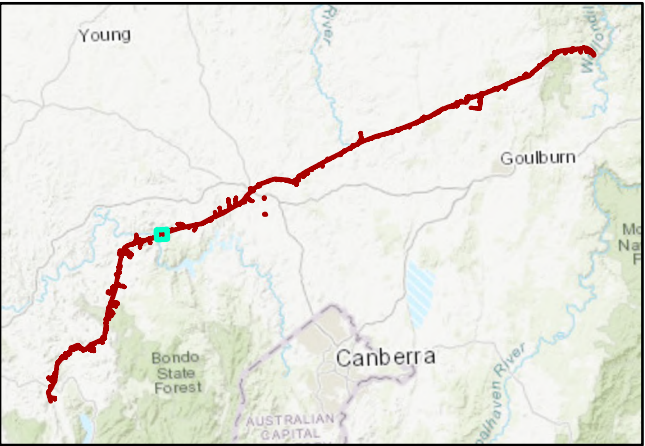 Young
River
Goulburn
Bondo
State
Forest
Canberra
AUSTRALIAN
CAPITAL
River